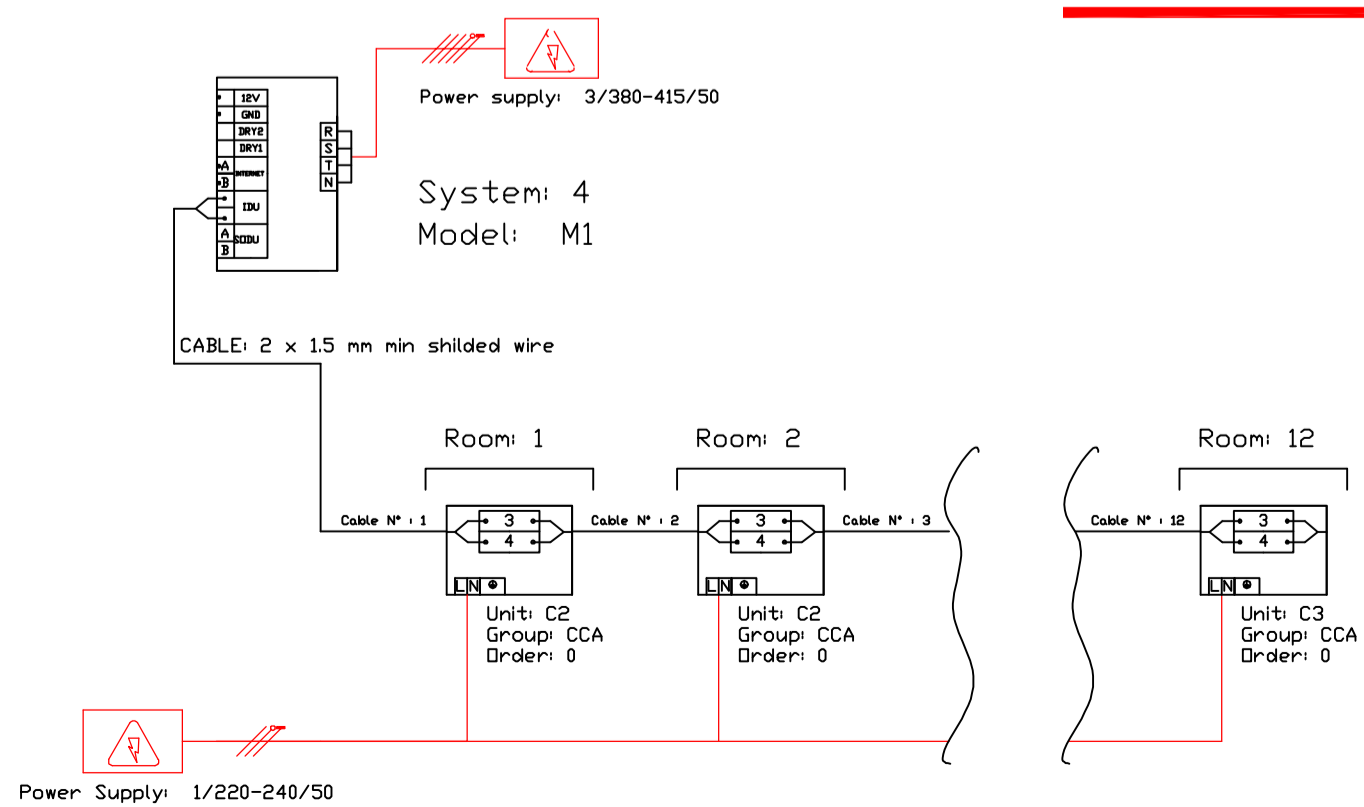 Power supply: 3/380-415/50
12V
GND
DRY2
DRY1
A
B
INTERNET
IDU
A
B
SODU
R
S
T
N
System: 4
Model: M1
CABLE: 2 x 1.5 mm min shilded wire
Room: 1
Room: 2
Room: 12
Cable N° : 1
3
4
Cable N° : 2
3
4
Cable N° : 3
Cable N° : 12
3
4
L N
L N
L N
Unit: C2
Group: CCA
Order: 0
Unit: C2
Group: CCA
Order: 0
Unit: C3
Group: CCA
Order: 0
Power Supply: 1/220-240/50